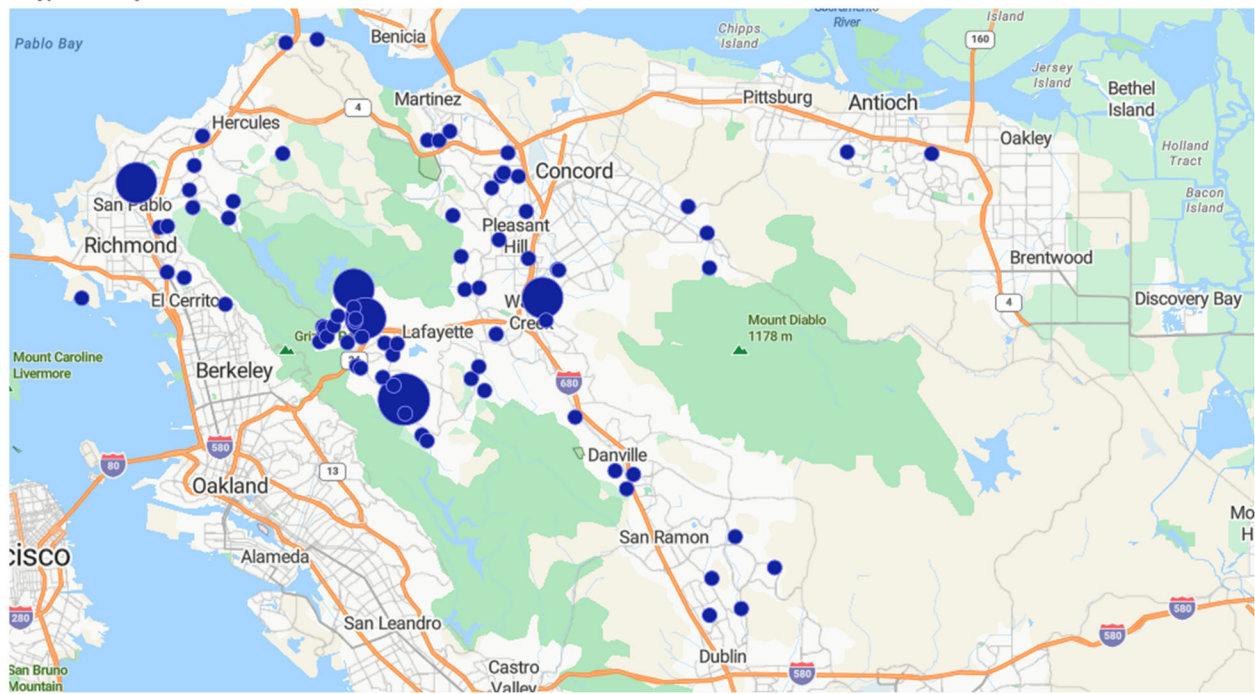 Sacramento
River
Island
Pablo Bay
Benicia
Chipps
Island
160
Jersey
Island
Bethel
Island
Martinez
Pittsburg
Antioch
4
Hercules
Oakley
Holland
Tract
Concord
Bacon
Island
San Pablo
Pleasant
Hill
Richmond
Brentwood
El Cerrito
4
Discovery Bay
Creek
Lafayette
Mount Diablo
1178 m
Mount Caroline
Livermore
Berkeley
680
580
Danville
80
13
Oakland
Mo
H
San Ramon
cisco
Alameda
280
580
San Leandro
580
Dublin
San Bruno
Mountain
Castro
Valley
580